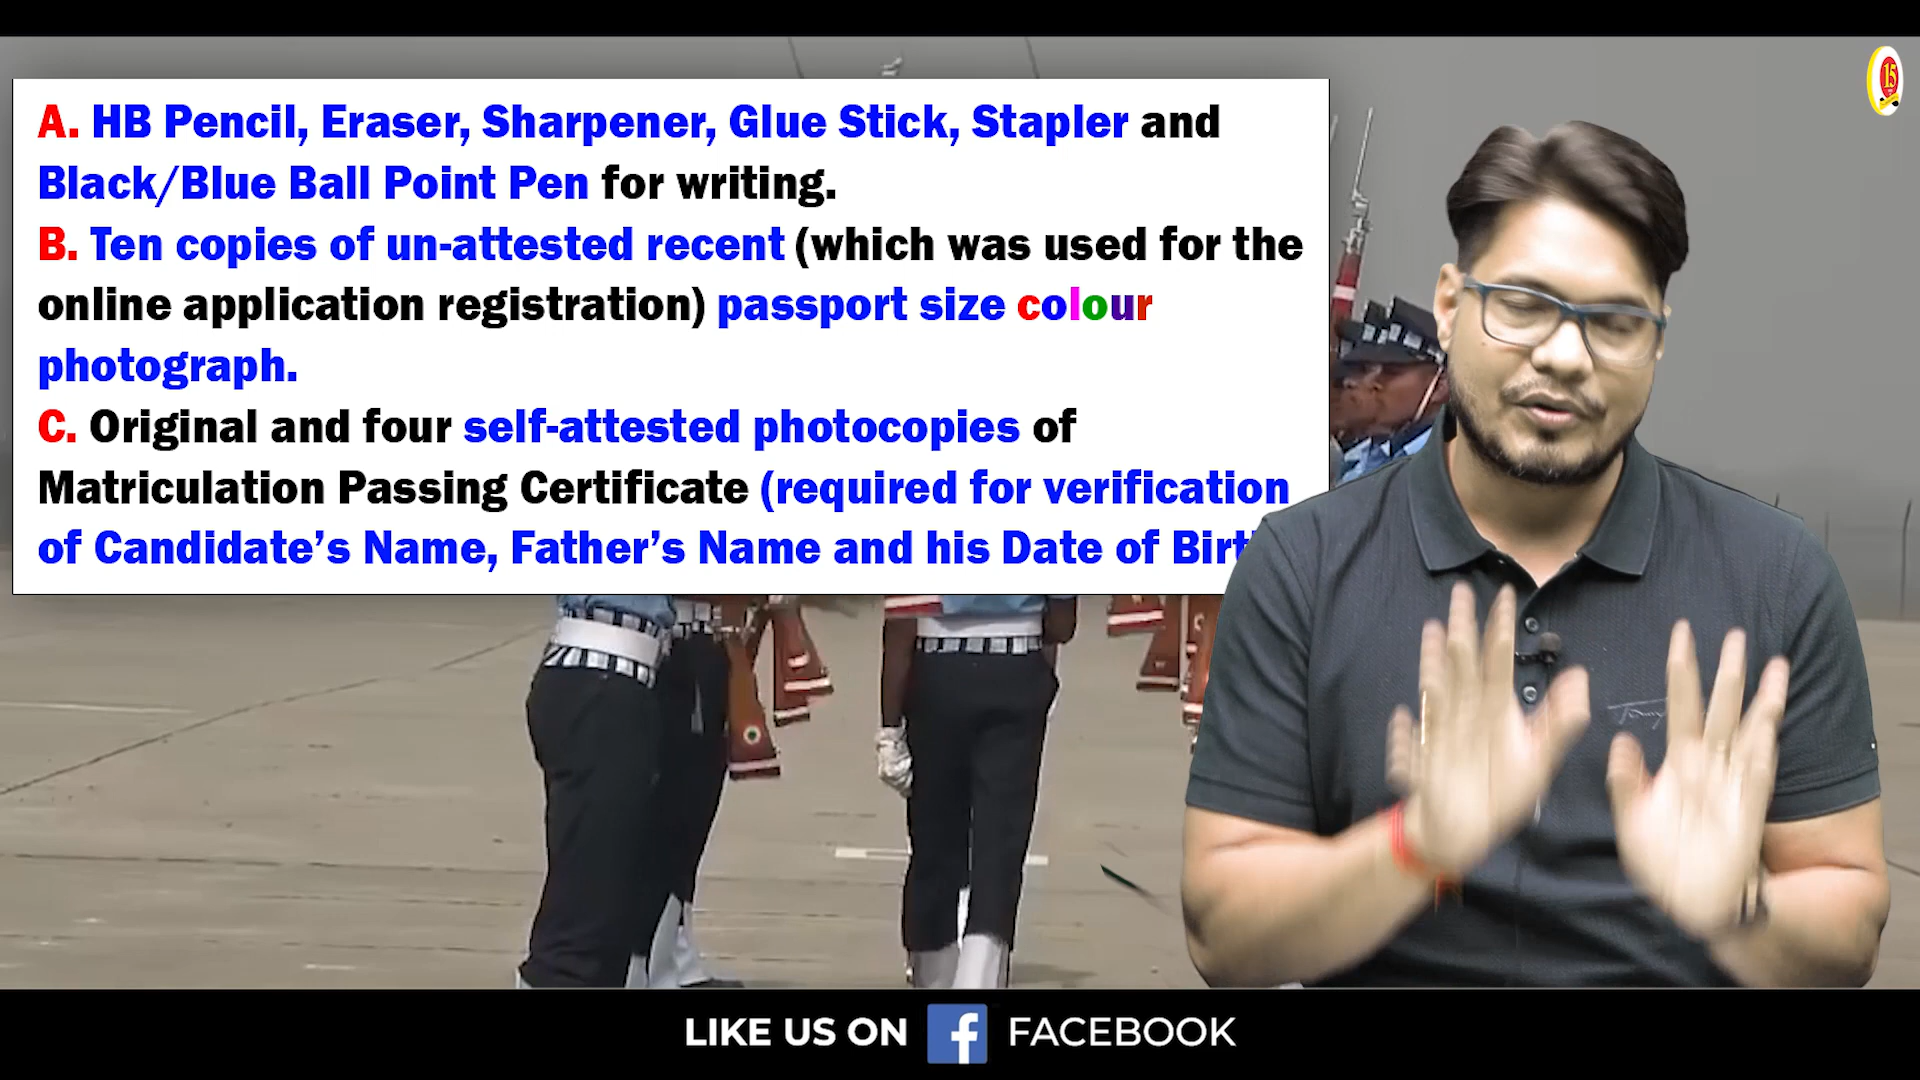 A. HB Pencil, Eraser, Sharpener, Glue Stick, Stapler and
Black/Blue Ball Point Pen for writing.
B. Ten copies of un-attested recent (which was used for the
online application registration) passport size colour
photograph.
C. Original and four self-attested photocopies of
Matriculation Passing Certificate (required for verification
of Candidate’s Name, Father’s Name and his Date of
15
LIKE US ON FACEBOOK